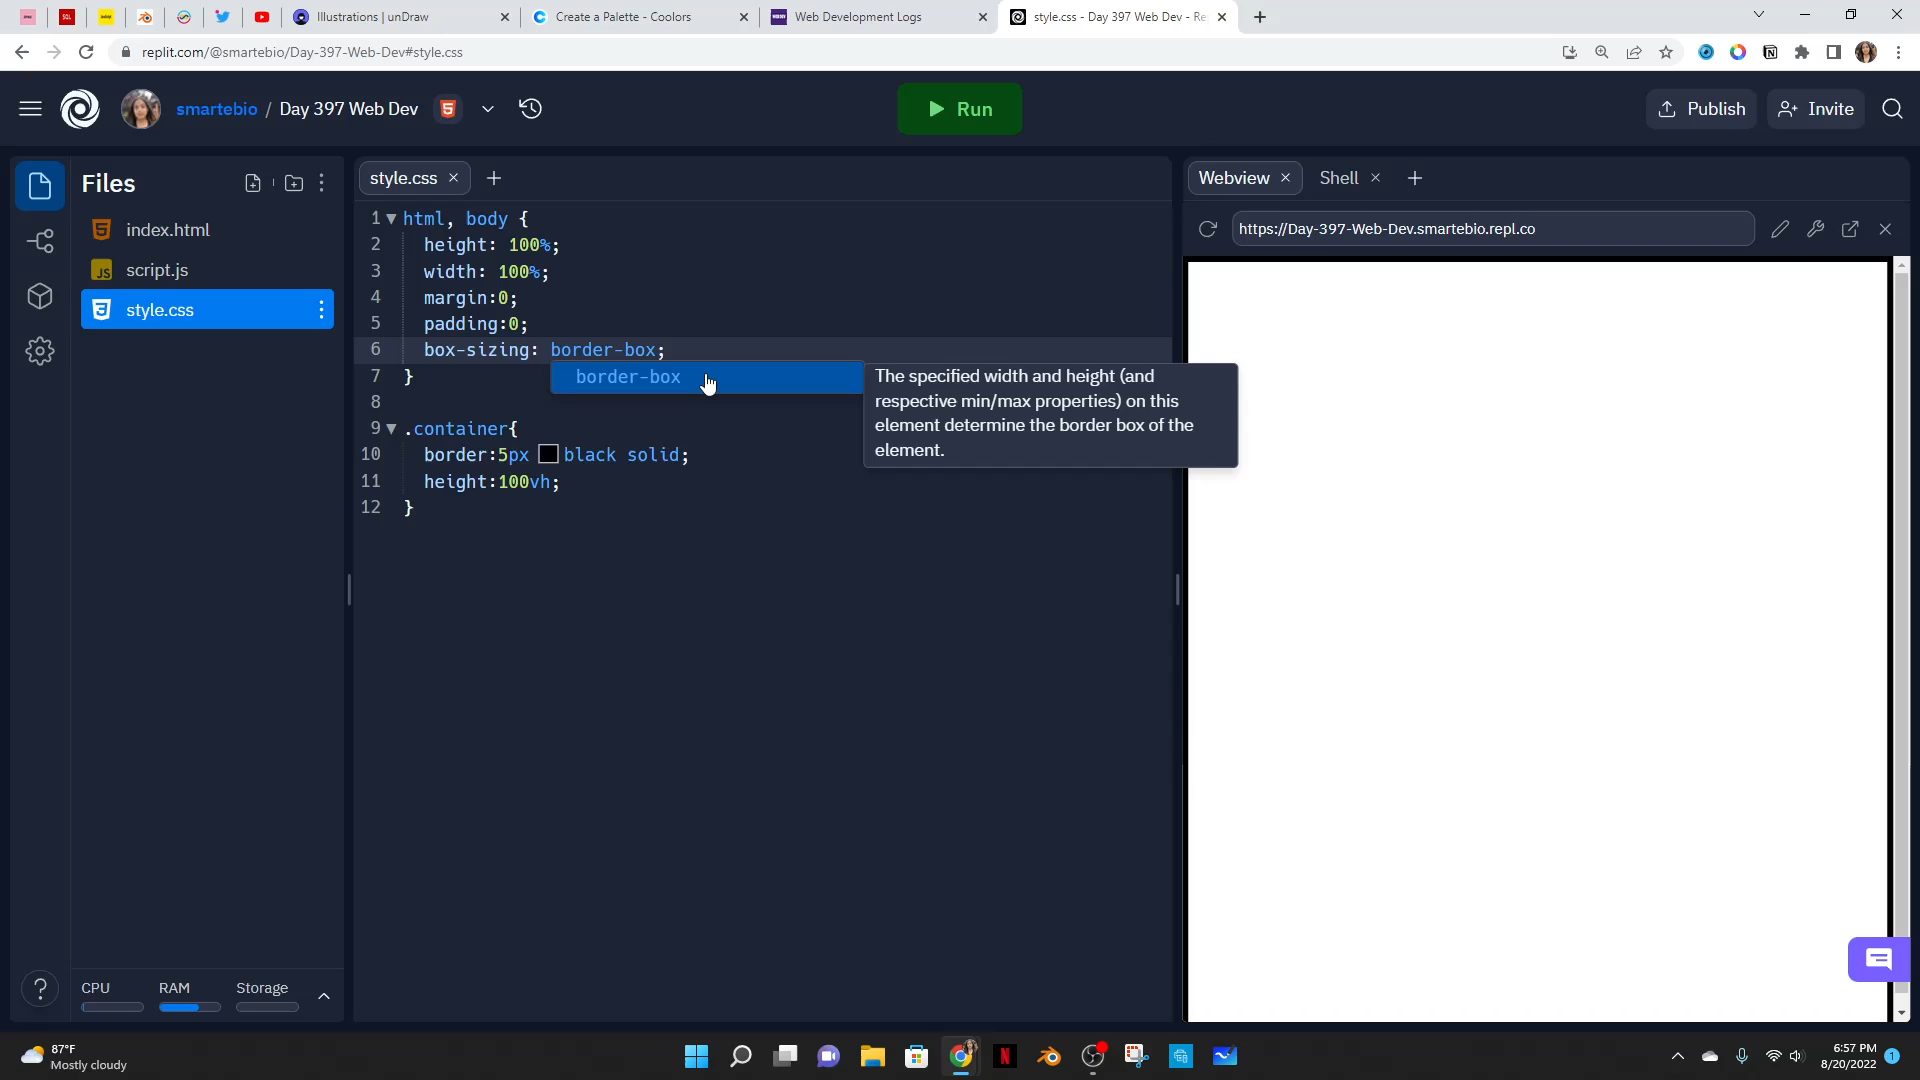 Illustrations | unDraw
Create a Palette - Coolors
Web Development Logs
style.css - Day 397 Web Dev - Re
replit.com/@smartebio/Day-397-Web-Dev#style.css
smartebio / Day 397 Web Dev
Run
Publish
Invite
Files
index.html
script.js
style.css
style.css
1 html, body {
2 height: 100%;
3 width: 100%;
4 margin:0;
5 padding:0;
6 box-sizing: border-box;
7 }
8
9 .container{
10 border:5px black solid;
11 height:100vh;
12 }
border-box
The specified width and height (and
respective min/max properties) on this
element determine the border box of the
element.
Webview
Shell
https://Day-397-Web-Dev.smartebio.repl.co
CPU
RAM
Storage
87°F
Mostly cloudy
6:57 PM
8/20/2022
1